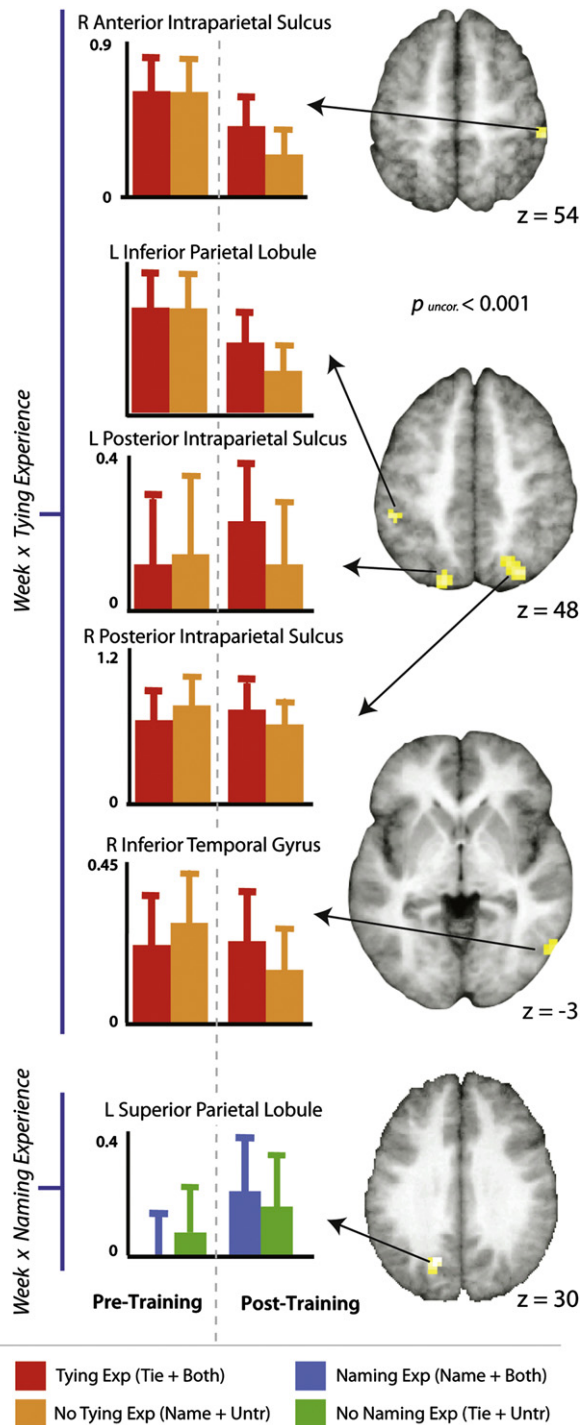 R Anterior Intraparietal Sulcus
0.9
0
z = 54
L Inferior Parietal Lobule
p uncor. < 0.001
L Posterior Intraparietal Sulcus
0.4
0
z = 48
R Posterior Intraparietal Sulcus
1.2
0
R Inferior Temporal Gyrus
0.45
0
z = -3
Week x Tying Experience
L Superior Parietal Lobule
0.4
0
z = 30
Week x Naming Experience
Pre-Training Post-Training
Tying Exp (Tie + Both) Naming Exp (Name + Both)
No Tying Exp (Name + Untr) No Naming Exp (Tie + Untr)